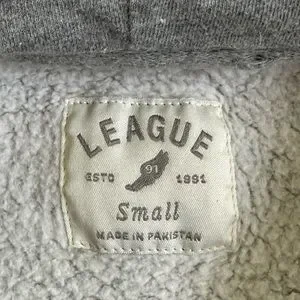 LEAGUE
91
ESTD 1991
Small
MADE IN PAKISTAN